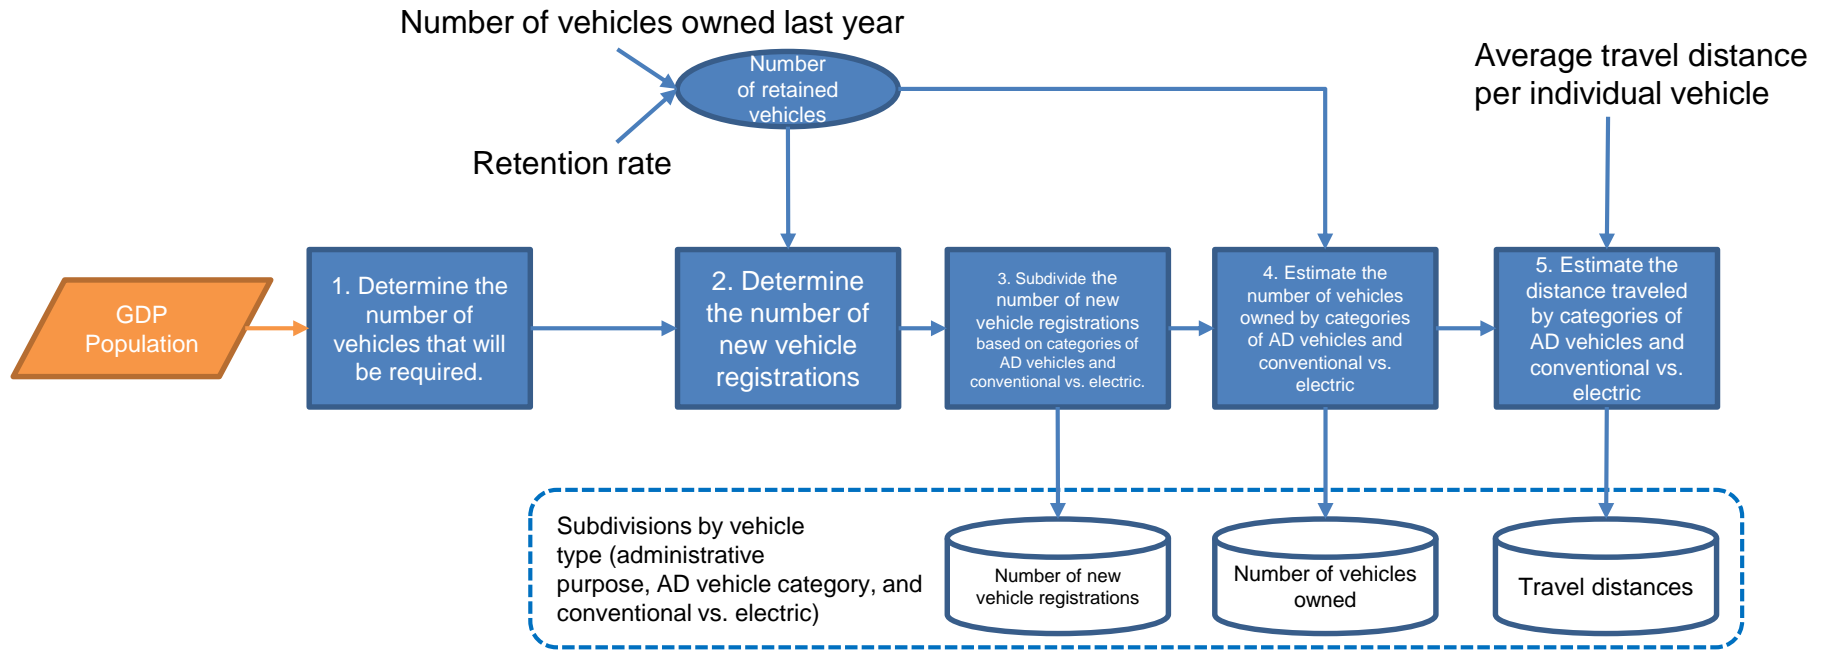 Number of vehicles owned last year
Number
of retained
vehicles
Retention rate
Average travel distance
per individual vehicle
GDP
Population
1. Determine the
number of
vehicles that will
be required.
2. Determine
the number of
new vehicle
registrations
3. Subdivide the
number of new
vehicle registrations
based on categories of
AD vehicles and
conventional vs. electric.
4. Estimate the
number of vehicles
owned by categories
of AD vehicles and
conventional vs.
electric
5. Estimate the
distance traveled
by categories of
AD vehicles and
conventional vs.
electric
Subdivisions by vehicle
type (administrative
purpose, AD vehicle category, and
conventional vs. electric)
Number of new
vehicle registrations
Number of vehicles
owned
Travel distances